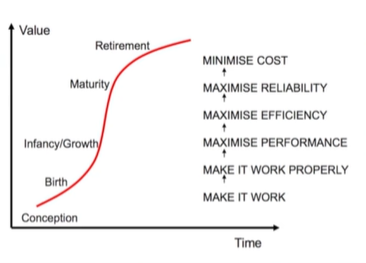 Value
Retirement
MINIMISE COST
Maturity
MAXIMISE RELIABILITY
MAXIMISE EFFICIENCY
Infancy/Growth
MAXIMISE PERFORMANCE
MAKE IT WORK PROPERLY
Birth
MAKE IT WORK
Conception
Time